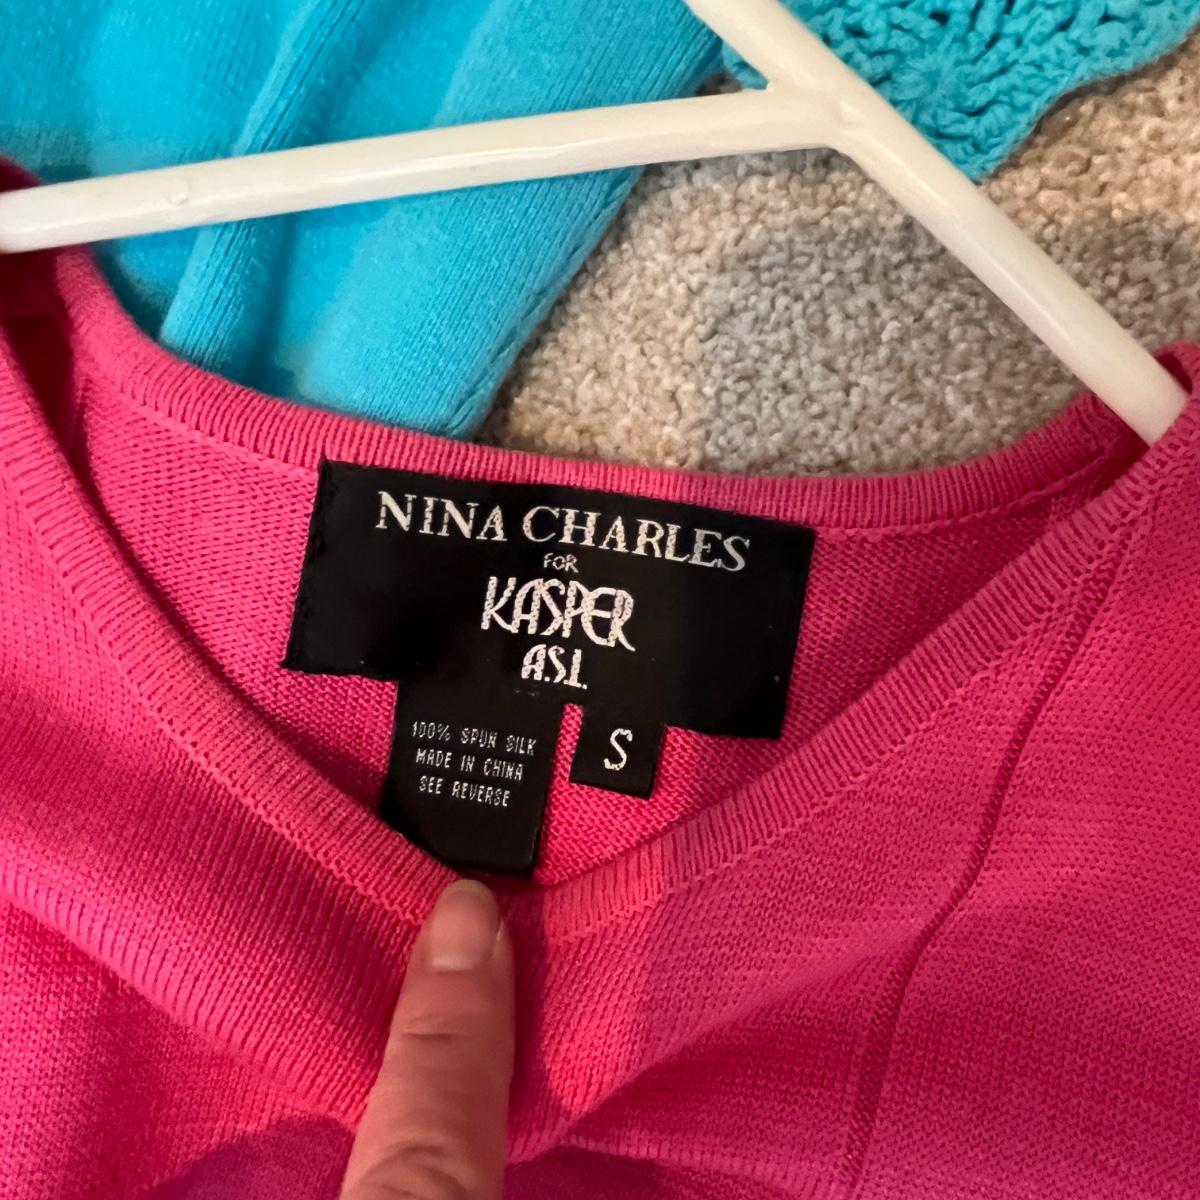 NINA CHARLES
FOR
KASPER
A.S.L.
100% SPUN SILK
MADE IN CHINA
SEE REVERSE
S